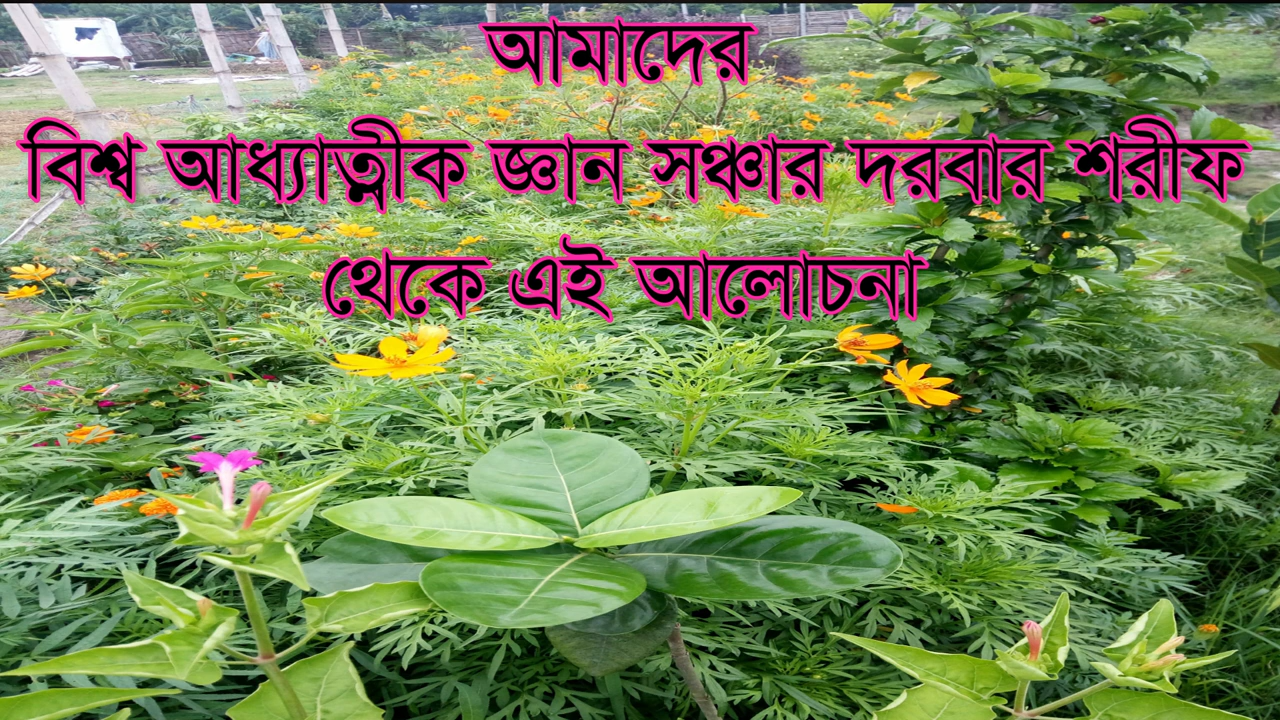 আমাদের
বিশ্ব আধ্যাত্নীক জ্ঞান সঞ্চার দরবার শরীফ
থেকে এই আলোচনা